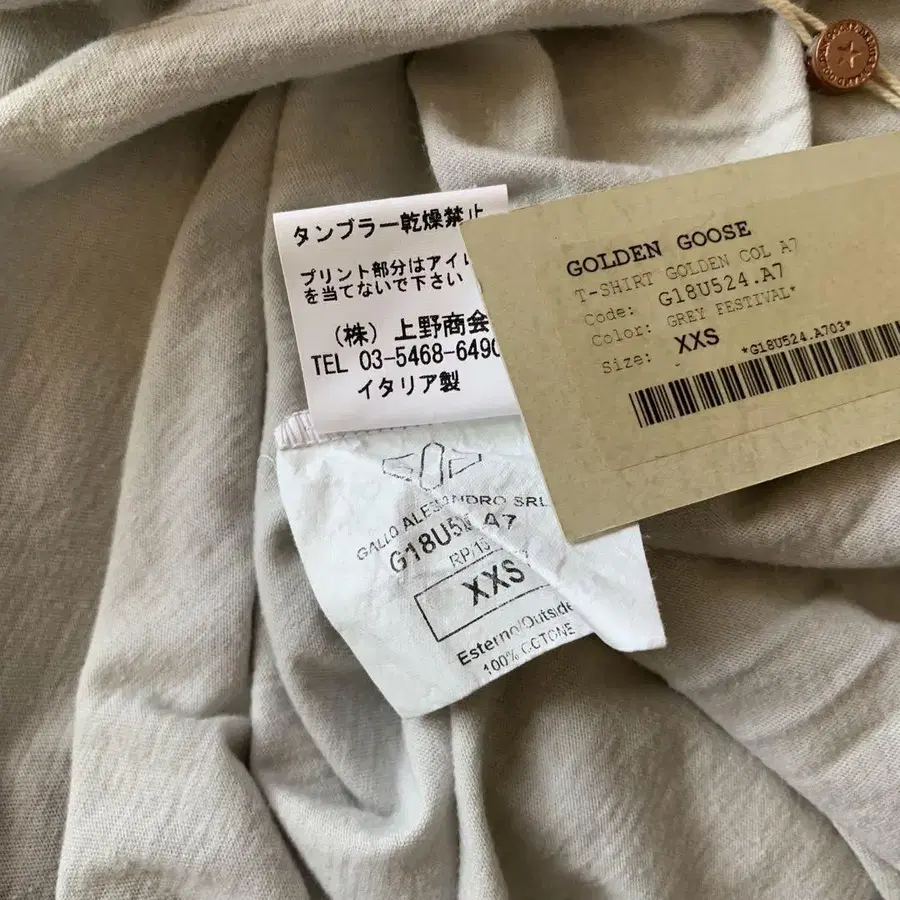 タンブラー乾燥禁止
プリント部分はアイ
を当てないで下さい
(株)上野商会
TEL 03-5468-6490
イタリア製
GOLDEN GOOSE
T-SHIRT GOLDEN COL A7
Code: G18U524.A7
Color: GREY FESTIVAL*
Size: XXS
*G18U524.A703*
GALLO ALESSANDRO SRL
A7
XXS
Esterno/Outside
100% COTONE